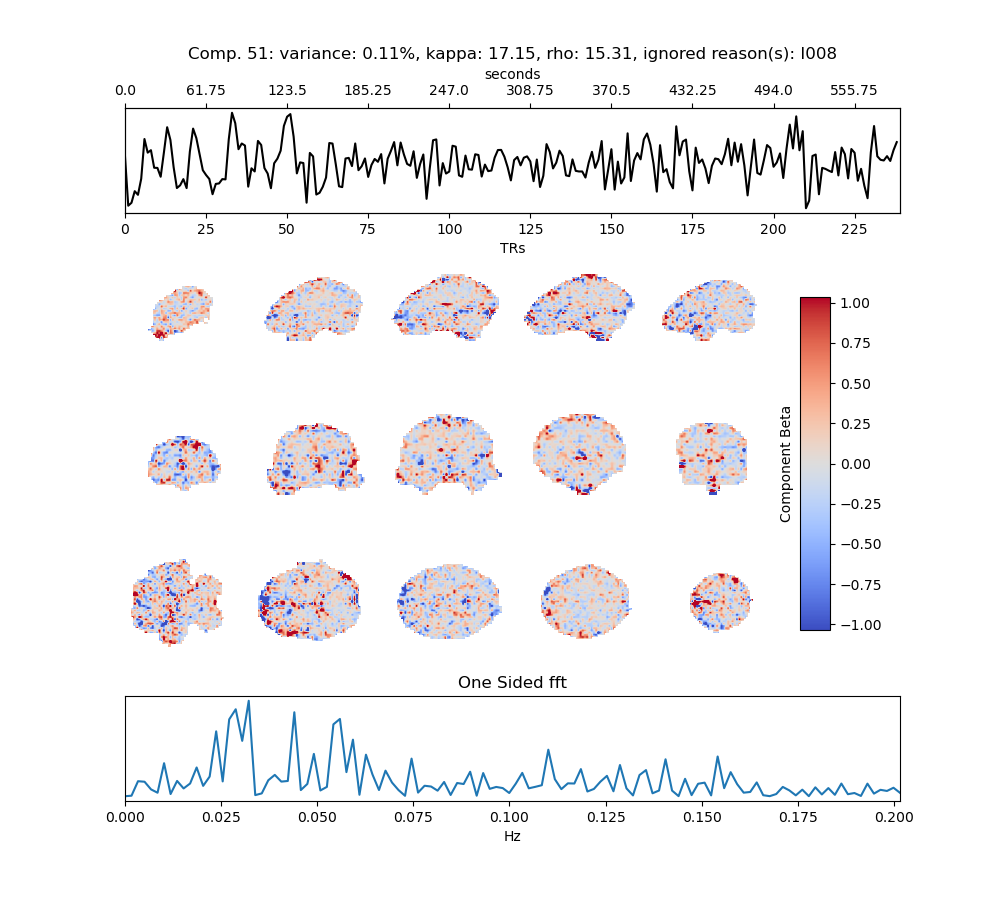 Comp. 51: variance: 0.11%, kappa: 17.15, rho: 15.31, ignored reason(s): I008
seconds
0.0 61.75 123.5 185.25 247.0 308.75 370.5 432.25 494.0 555.75
0 25 50 75 100 125 150 175 200 225
TRs
1.00
0.75
0.50
0.25
0.00
−0.25
−0.50
−0.75
−1.00
Component Beta
One Sided fft
0.000 0.025 0.050 0.075 0.100 0.125 0.150 0.175 0.200
Hz